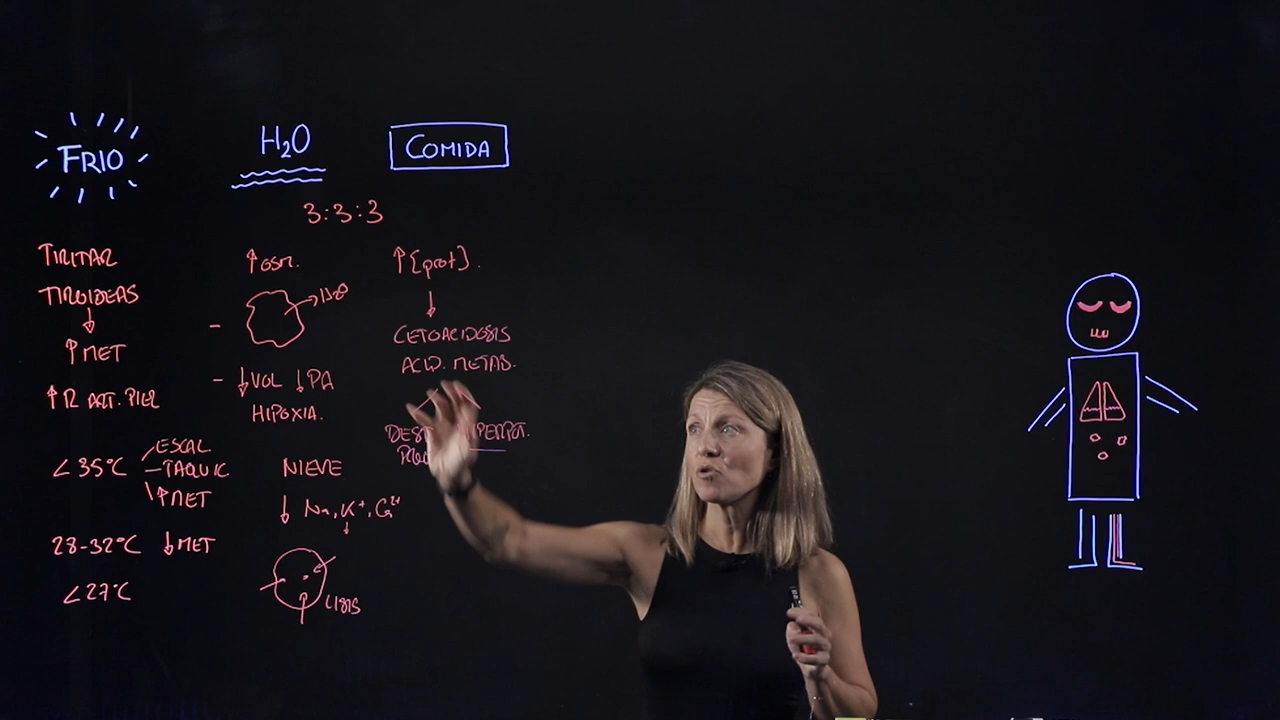 FRIO
TIRITAR
TIROIDEAS
↓
↑ MET
↑ R ART. PIEL
< 35°C
ESCAL
TAQUIC
↑ MET
28-32°C ↓ MET
< 27°C
H₂O
3:3:3
↑ OSM.
→ H₂O
- ↓ VOL ↓ PA
HIPOXIA.
NIEVE
↓ Na, K⁺, Ca²⁺
LISIS
COMIDA
↑ [prot].
↓
CETOACIDOSIS
ACID. METAB.